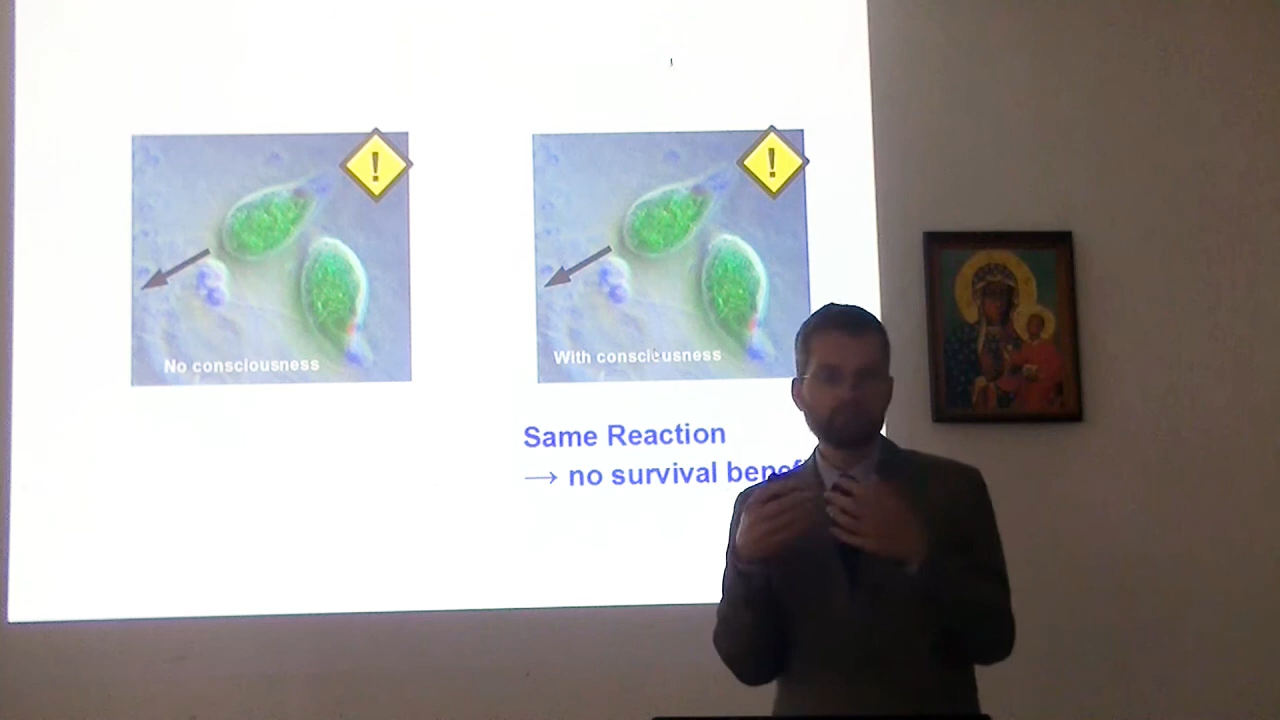 !
!
No consciousness
With consciousness
Same Reaction
→ no survival